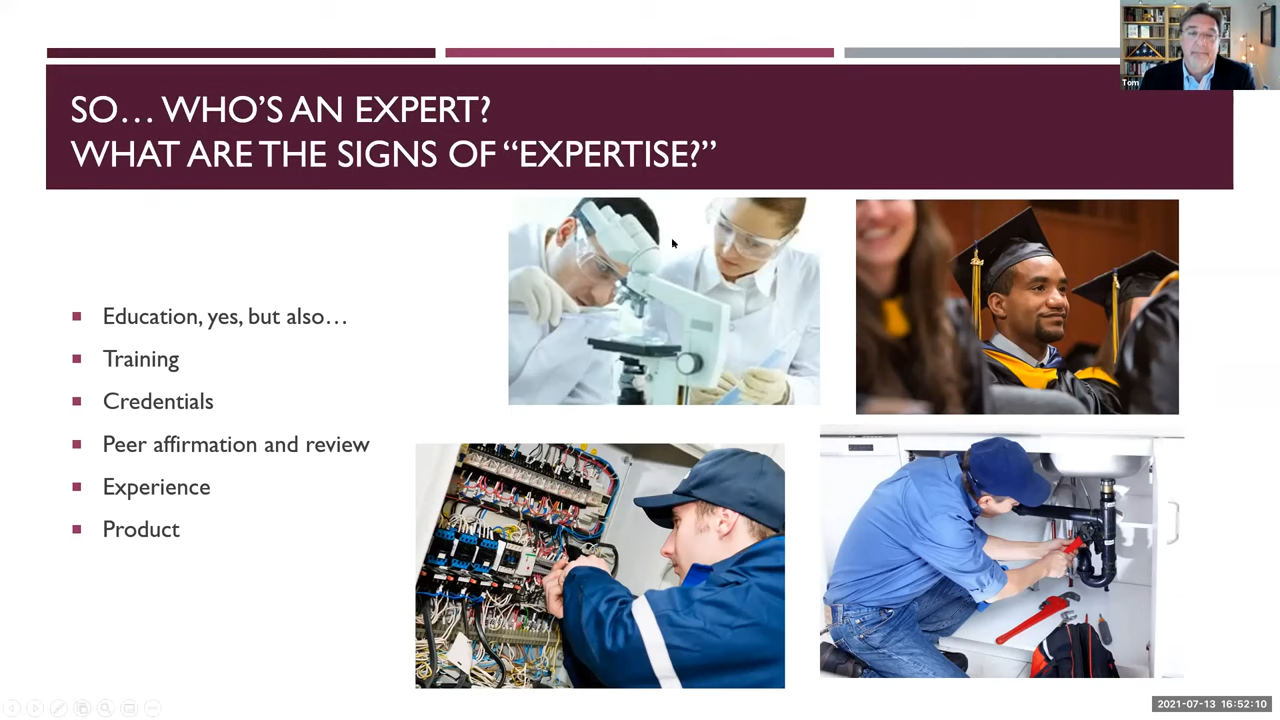 SO… WHO’S AN EXPERT?
WHAT ARE THE SIGNS OF “EXPERTISE?”
Tom
Education, yes, but also…
Training
Credentials
Peer affirmation and review
Experience
Product
2021-07-13 16:52:10